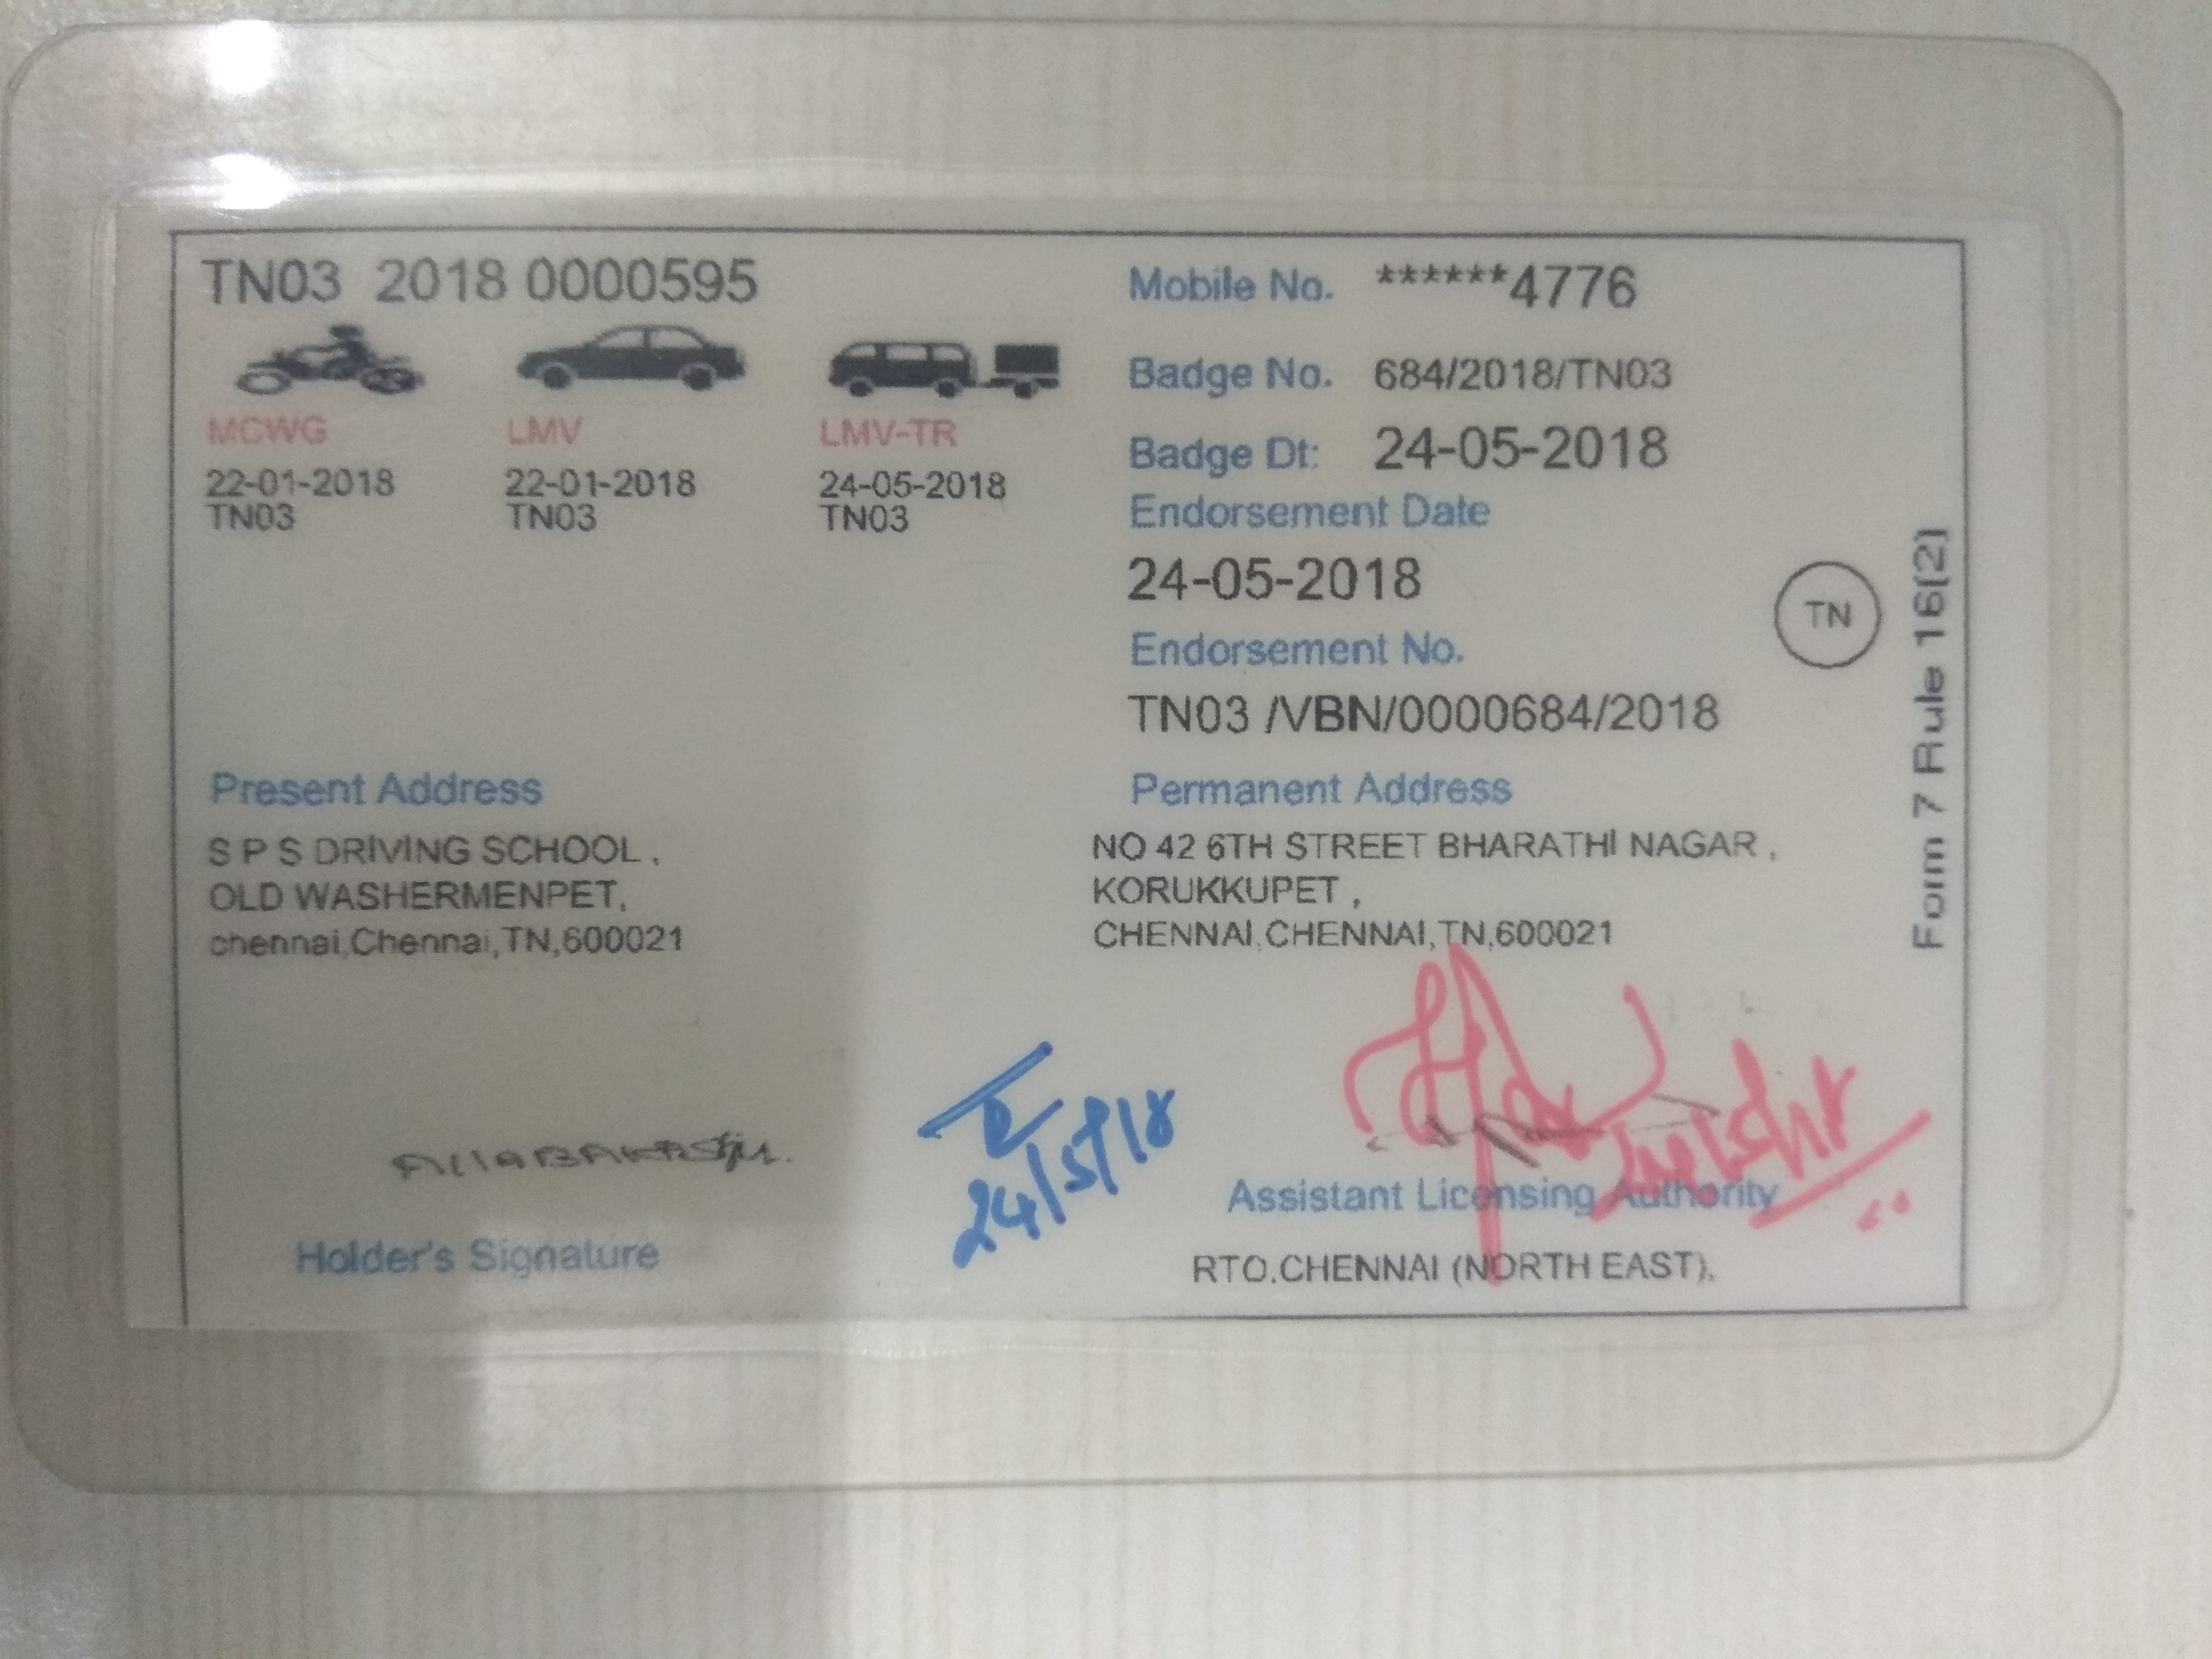 TN03 2018 0000595
MCWG LMV LMV-TR
22-01-2018 22-01-2018 24-05-2018
TN03 TN03 TN03
Mobile No. ******4776
Badge No. 684/2018/TN03
Badge Dt: 24-05-2018
Endorsement Date
24-05-2018
Endorsement No.
TN03 /VBN/0000684/2018
TN
Form 7 Rule 16(2)
Present Address
S P S DRIVING SCHOOL ,
OLD WASHERMENPET,
chennai,Chennai,TN,600021
Permanent Address
NO 42 6TH STREET BHARATHI NAGAR ,
KORUKKUPET ,
CHENNAI,CHENNAI,TN,600021
24/5/18
Holder's Signature
Assistant Licensing Authority
RTO,CHENNAI (NORTH EAST),